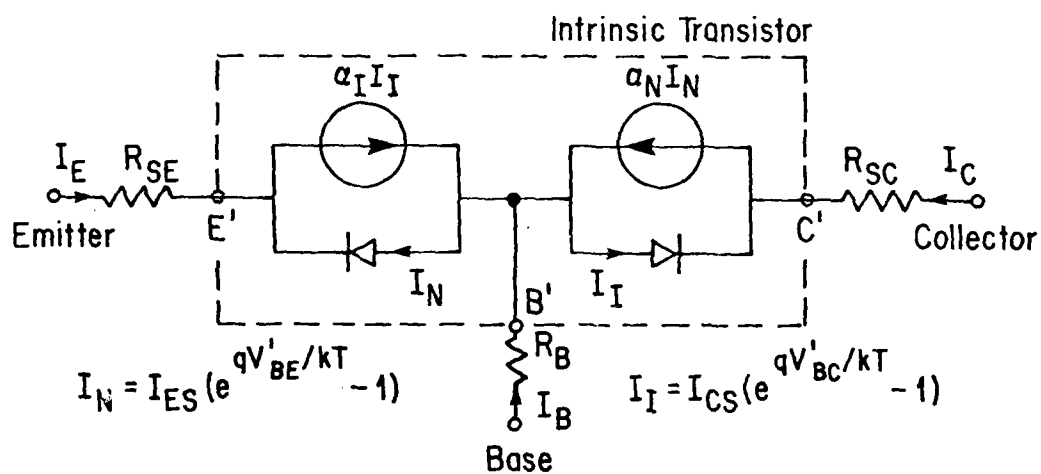 Intrinsic Transistor
α_I I_I
α_N I_N
I_E
R_SE
R_SC
I_C
E'
C'
Emitter
Collector
I_N
I_I
B'
R_B
I_N = I_ES (e^{qV'_BE/kT} - 1)
I_I = I_CS (e^{qV'_BC/kT} - 1)
I_B
Base